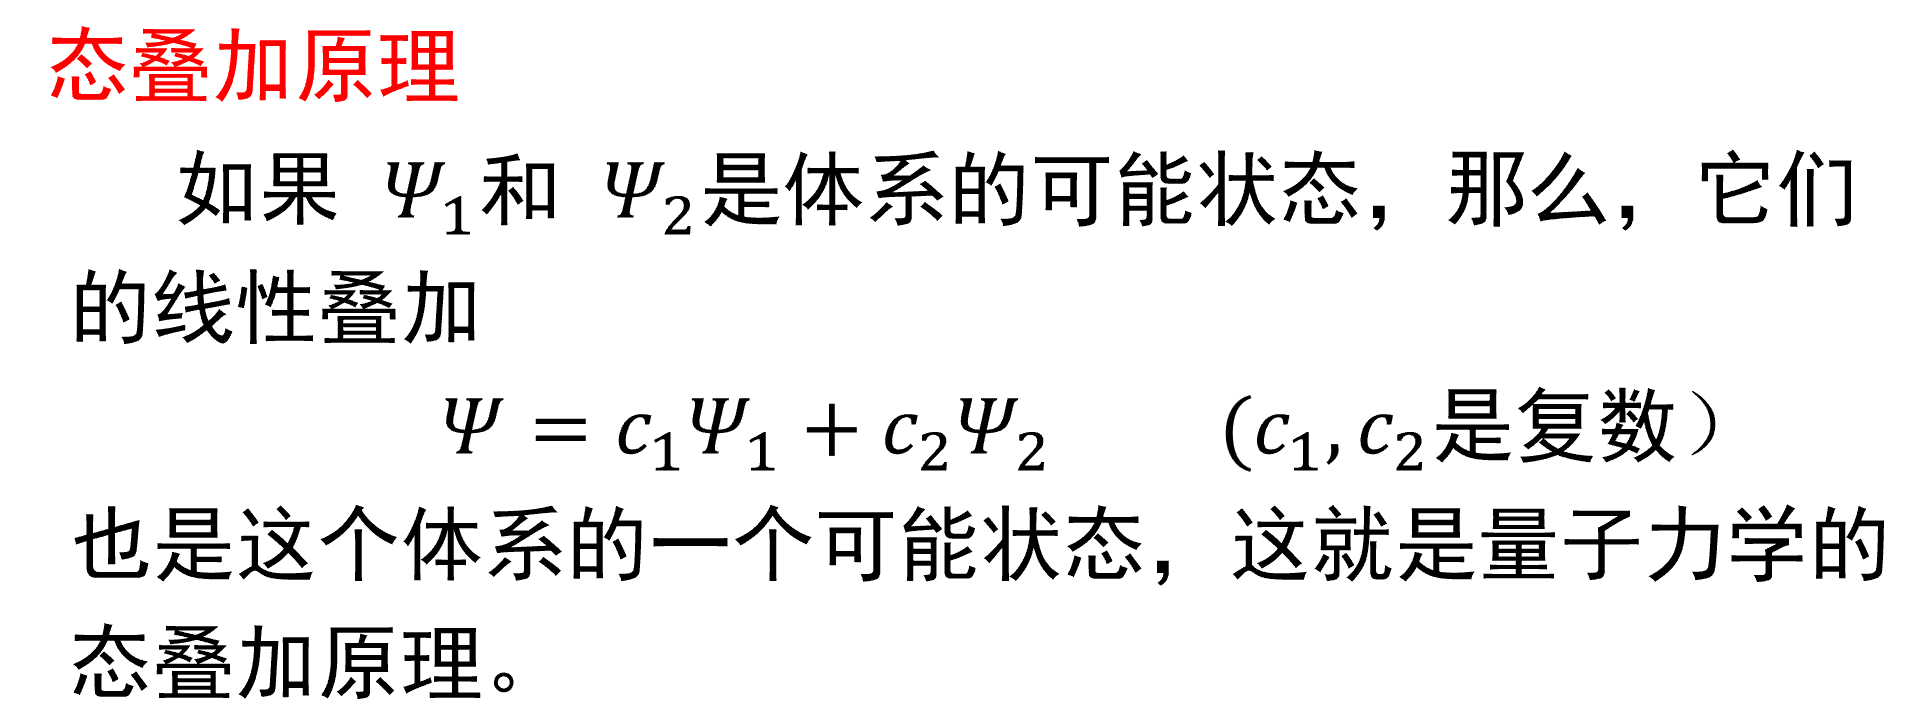 态叠加原理
如果 Ψ₁和 Ψ₂是体系的可能状态，那么，它们
的线性叠加
Ψ = c₁Ψ₁ + c₂Ψ₂ (c₁, c₂是复数）
也是这个体系的一个可能状态，这就是量子力学的
态叠加原理。